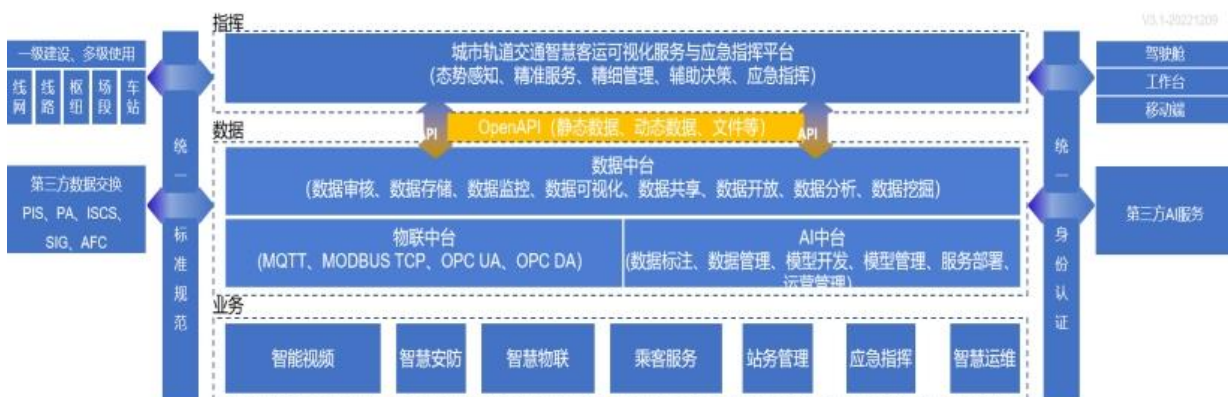 指挥
V3.1-20221209
一级建设、多级使用
线网
线路
枢纽
场段
车站
城市轨道交通智慧客运可视化服务与应急指挥平台
(态势感知、精准服务、精细管理、辅助决策、应急指挥)
驾驶舱
工作台
移动端
API
OpenAPI（静态数据、动态数据、文件等）
API
数据
统一标准规范
统一身份认证
第三方数据交换
PIS、PA、ISCS、
SIG、AFC
数据中台
(数据审核、数据存储、数据监控、数据可视化、数据共享、数据开放、数据分析、数据挖掘)
第三方AI服务
物联中台
(MQTT、MODBUS TCP、OPC UA、OPC DA)
AI中台
(数据标注、数据管理、模型开发、模型管理、服务部署、
运营管理)
业务
智能视频
智慧安防
智慧物联
乘客服务
站务管理
应急指挥
智慧运维